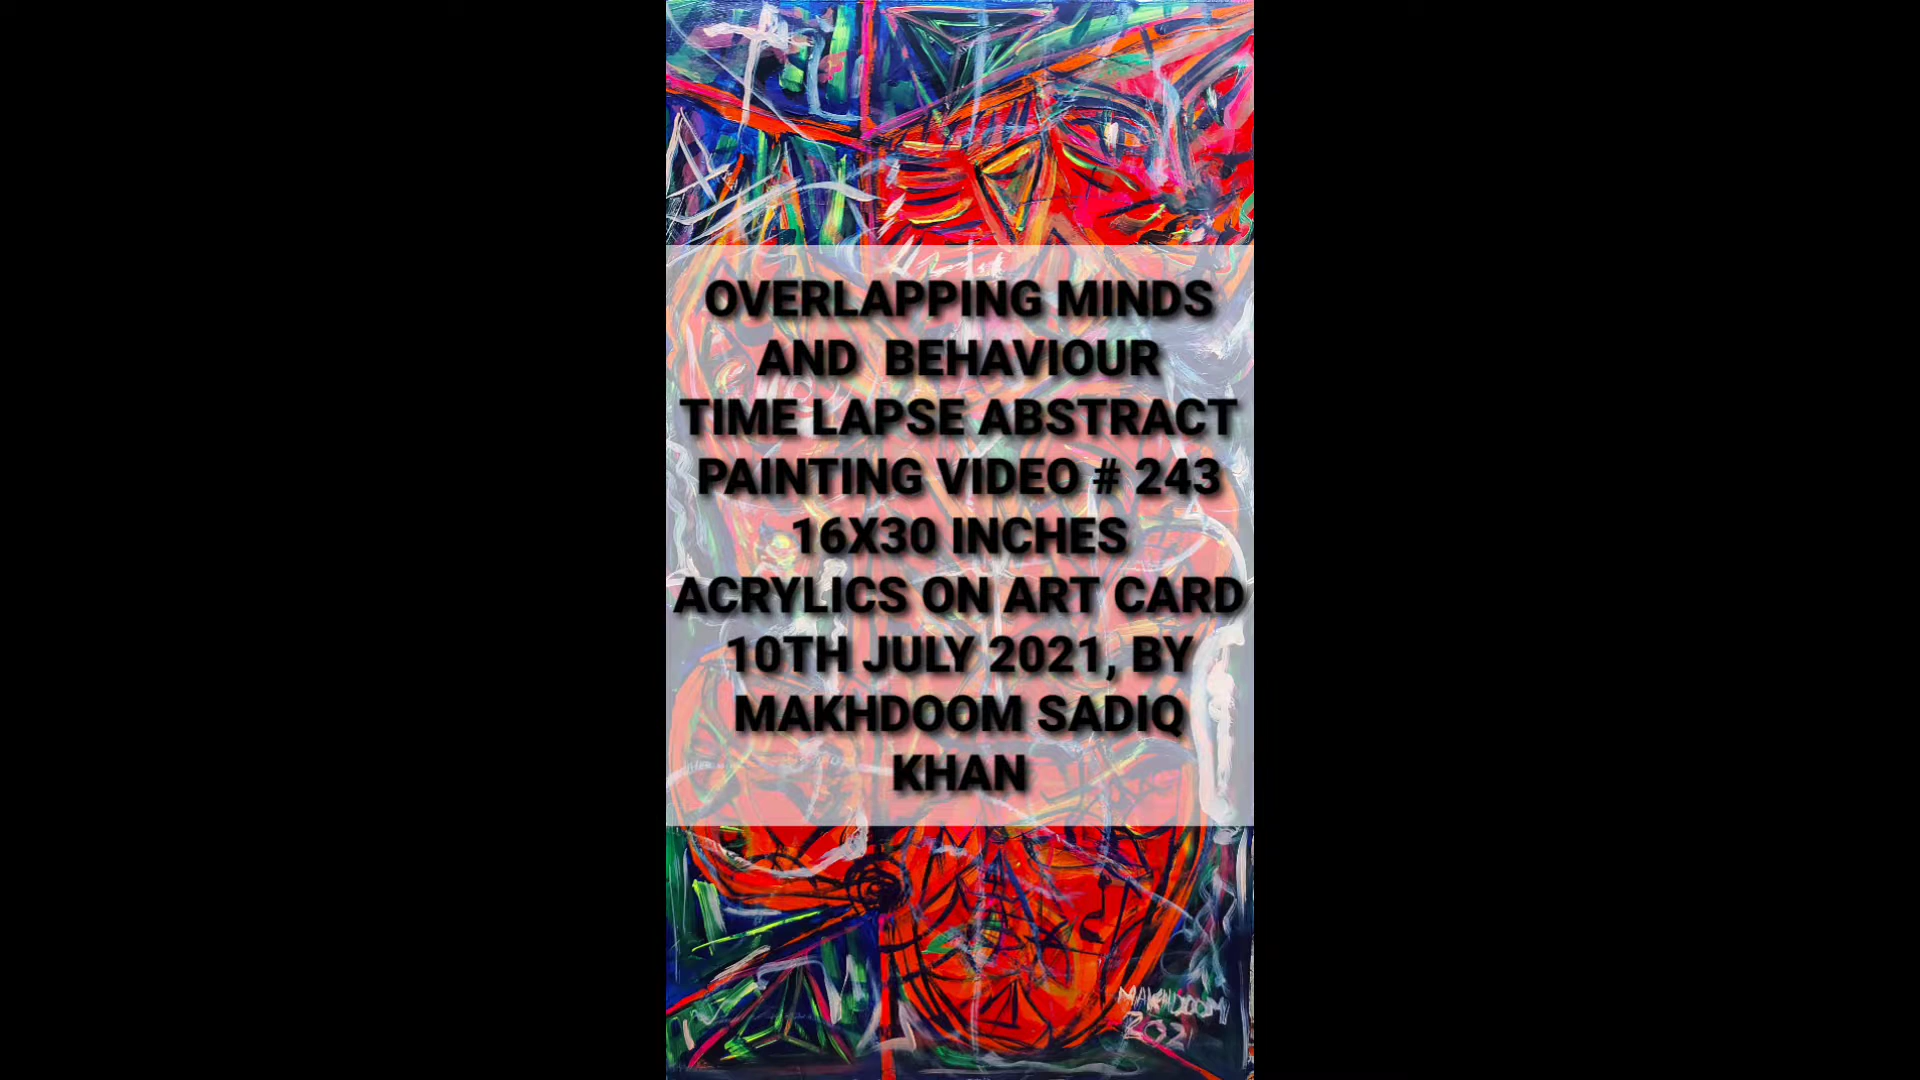 OVERLAPPING MINDS
AND  BEHAVIOUR
TIME LAPSE ABSTRACT
PAINTING VIDEO # 243
16X30 INCHES
ACRYLICS ON ART CARD
10TH JULY 2021, BY
MAKHDOOM SADIQ
KHAN
MAKHDOOM
2021